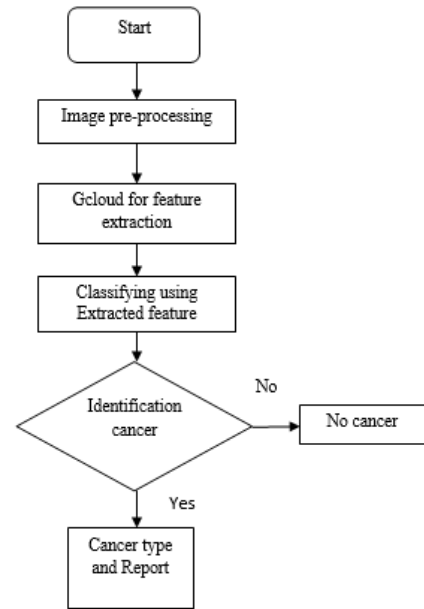 Start
Image pre-processing
Gcloud for feature
extraction
Classifying using
Extracted feature
Identification
cancer
No
No cancer
Yes
Cancer type
and Report